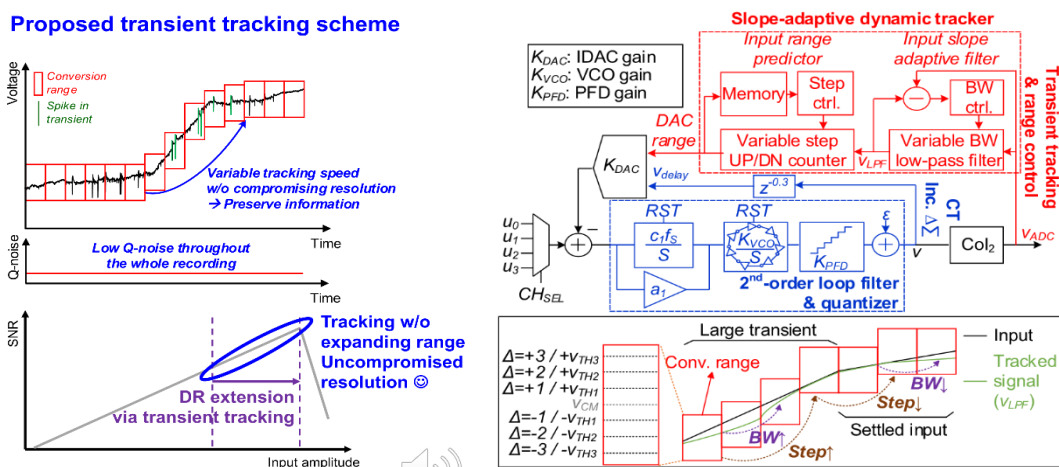 Proposed transient tracking scheme
Voltage
Conversion
range
Spike in
transient
Variable tracking speed
w/o compromising resolution
→ Preserve information
Time
Q-noise
Low Q-noise throughout
the whole recording
Time
SNR
Tracking w/o
expanding range
Uncompromised
resolution ☺
DR extension
via transient tracking
Input amplitude
Slope-adaptive dynamic tracker
K_DAC: IDAC gain
K_VCO: VCO gain
K_PFD: PFD gain
Input range
predictor
Input slope
adaptive filter
Memory
Step
ctrl.
BW
ctrl.
Variable step
UP/DN counter
v_LPF
Variable BW
low-pass filter
Transient tracking
& range control
DAC
range
K_DAC
v_delay
z^-0.3
CT
Inc. ΔΣ
RST
RST
u_0
u_1
u_2
u_3
CH_SEL
−
c_1f_S
S
K_VCO
S
K_PFD
ε
v
Col_2
v_ADC
a_1
2nd-order loop filter
& quantizer
Large transient
Input
Tracked
signal
(v_LPF)
Conv. range
Δ=+3 / +v_TH3
Δ=+2 / +v_TH2
Δ=+1 / +v_TH1
v_CM
Δ=-1 / -v_TH1
Δ=-2 / -v_TH2
Δ=-3 / -v_TH3
BW↑
Step↑
Step↓
BW↓
Settled input